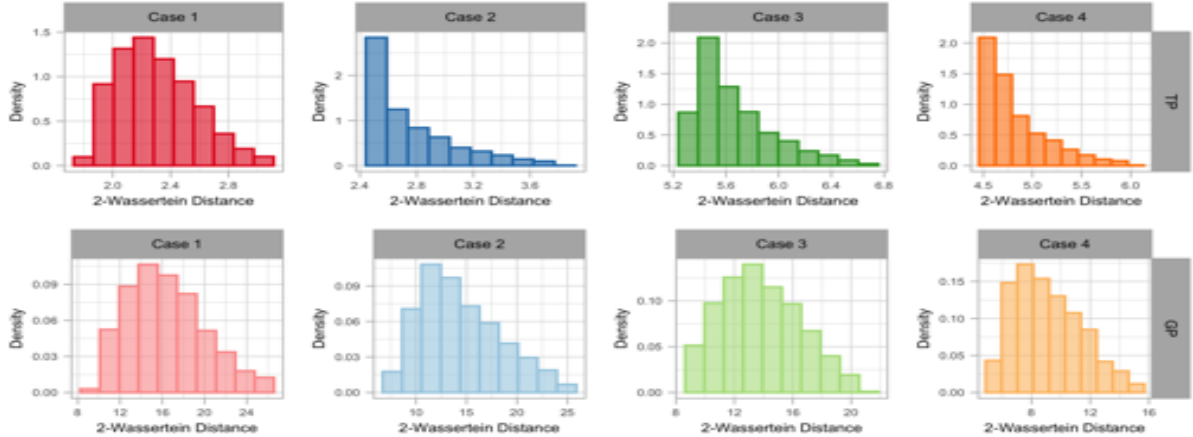 Case 1 Case 2 Case 3 Case 4
1.5 1.0 0.5 0.0
2 1 0
2.0 1.5 1.0 0.5 0.0
2.0 1.5 1.0 0.5 0.0
Density Density Density Density
TP
2.0 2.4 2.8
2.4 2.8 3.2 3.6
5.2 5.6 6.0 6.4 6.8
4.5 5.0 5.5 6.0
2-Wassertein Distance 2-Wassertein Distance 2-Wassertein Distance 2-Wassertein Distance
Case 1 Case 2 Case 3 Case 4
0.09 0.06 0.03 0.00
0.09 0.06 0.03 0.00
0.10 0.05 0.00
0.15 0.10 0.05 0.00
Density Density Density Density
GP
8 12 16 20 24
10 15 20 25
8 12 16 20
8 12 16
2-Wassertein Distance 2-Wassertein Distance 2-Wassertein Distance 2-Wassertein Distance